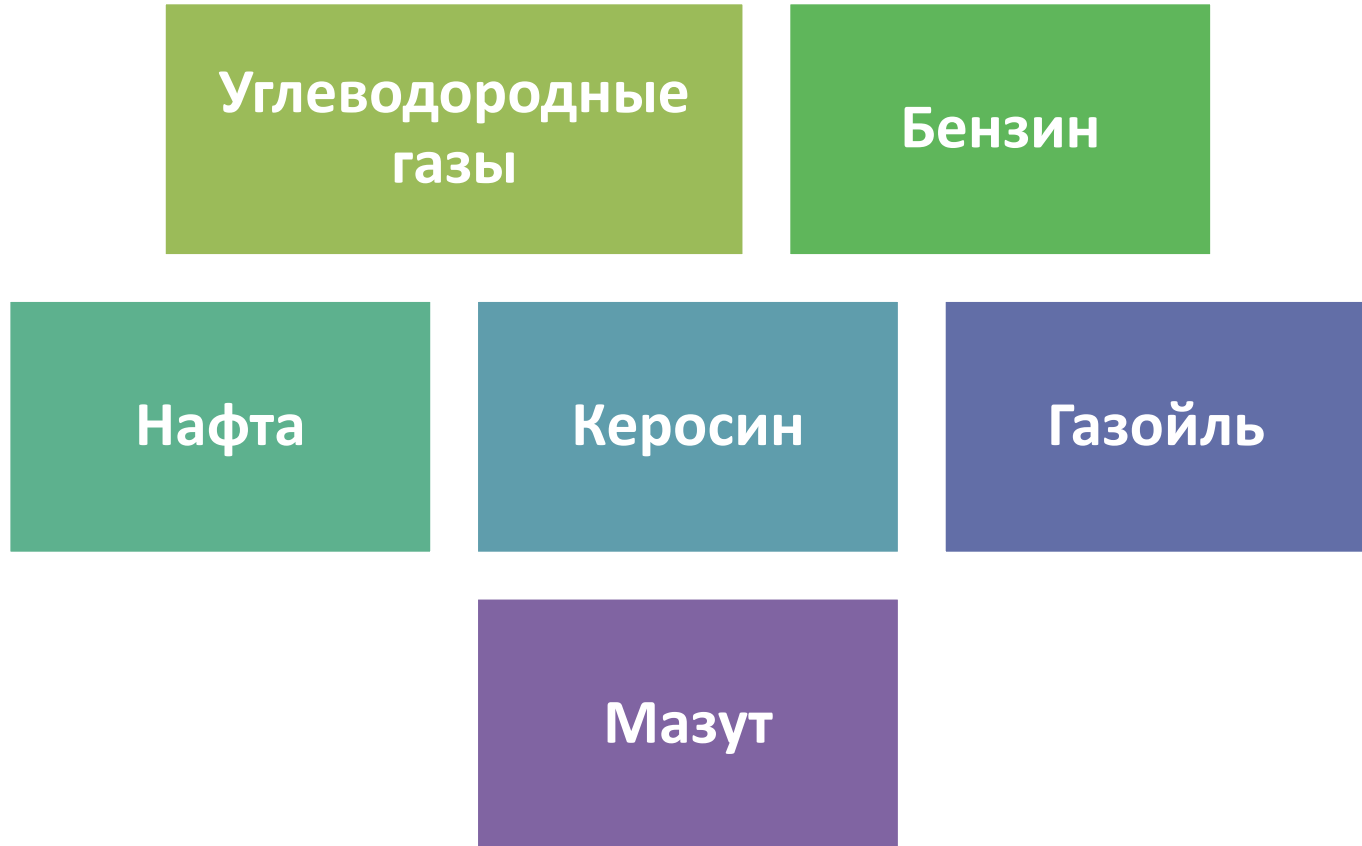 Углеводородные
газы
Бензин
Нафта
Керосин
Газойль
Мазут